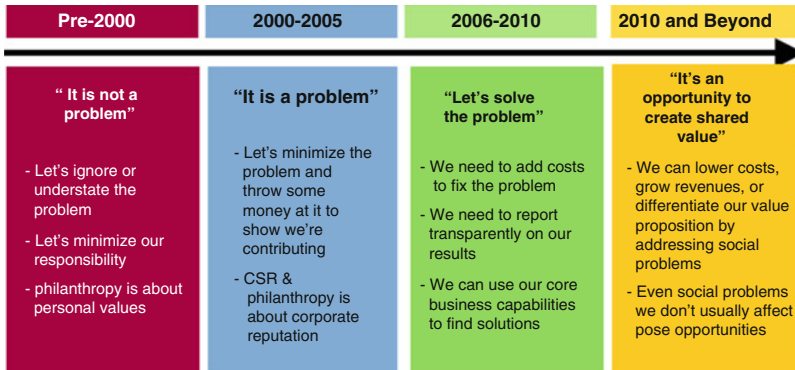 Pre-2000
2000-2005
2006-2010
2010 and Beyond
“ It is not a
problem”
- Let’s ignore or
understate the
problem
- Let’s minimize our
responsibility
- philanthropy is about
personal values
“It is a problem”
- Let’s minimize the
problem and
throw some
money at it to
show we’re
contributing
- CSR &
philanthropy is
about corporate
reputation
“Let’s solve
the problem”
- We need to add costs
to fix the problem
- We need to report
transparently on our
results
- We can use our core
business capabilities
to find solutions
“It’s an
opportunity to
create shared
value”
- We can lower costs,
grow revenues, or
differentiate our value
proposition by
addressing social
problems
- Even social problems
we don’t usually affect
pose opportunities